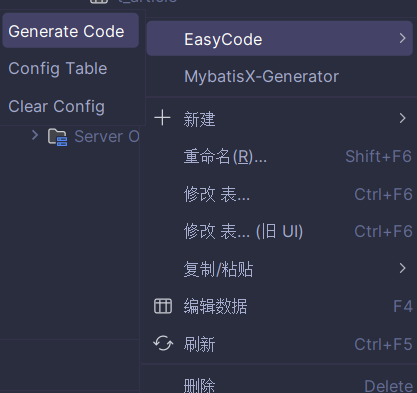 t_article
Generate Code
Config Table
Clear Config
Server O
EasyCode
MybatisX-Generator
新建
重命名(R)... Shift+F6
修改 表... Ctrl+F6
修改 表... (旧 UI) Ctrl+F6
复制/粘贴
编辑数据 F4
刷新 Ctrl+F5
删除 Delete